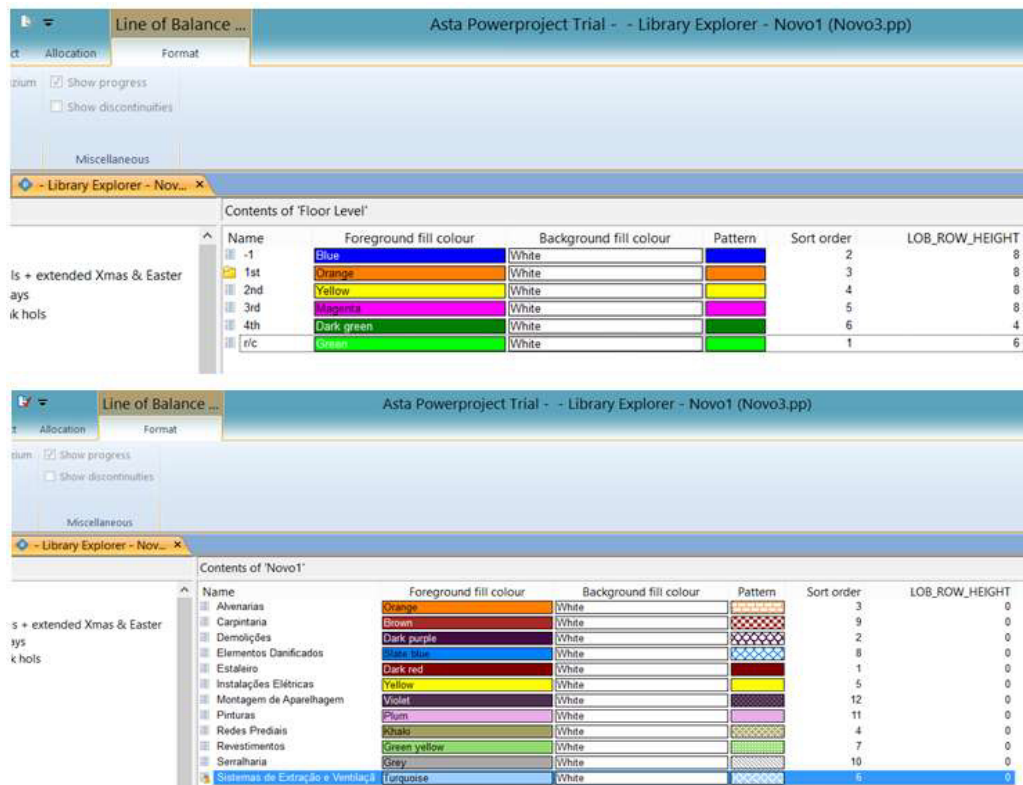 Line of Balance ... Asta Powerproject Trial - - Library Explorer - Novo1 (Novo3.pp)
ct Allocation Format
zium Show progress
Show discontinuities
Miscellaneous
- Library Explorer - Nov... ×
Contents of 'Floor Level'
Name Foreground fill colour Background fill colour Pattern Sort order LOB_ROW_HEIGHT
-1 Blue White 2 8
ls + extended Xmas & Easter 1st Orange White 3 8
ays 2nd Yellow White 4 8
k hols 3rd Magenta White 5 8
4th Dark green White 6 4
r/c Green White 1 6
Line of Balance ... Asta Powerproject Trial - - Library Explorer - Novo1 (Novo3.pp)
t Allocation Format
zium Show progress
Show discontinuities
Miscellaneous
- Library Explorer - Nov... ×
Contents of 'Novo1'
Name Foreground fill colour Background fill colour Pattern Sort order LOB_ROW_HEIGHT
Alvenarias Orange White 3 0
s + extended Xmas & Easter Carpintaria Brown White 9 0
ays Demolições Dark purple White 2 0
k hols Elementos Danificados Slate blue White 8 0
Estaleiro Dark red White 1 0
Instalações Elétricas Yellow White 5 0
Montagem de Aparelhagem Violet White 12 0
Pinturas Plum White 11 0
Redes Prediais Khaki White 4 0
Revestimentos Green yellow White 7 0
Serralharia Grey White 10 0
Sistemas de Extração e Ventilaçã Turquoise White 6 0